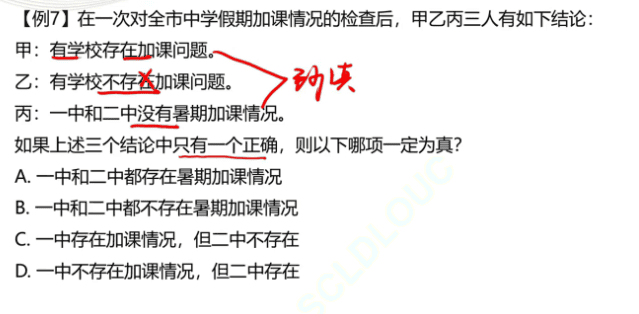 【例7】在一次对全市中学假期加课情况的检查后，甲乙丙三人有如下结论：
甲：有学校存在加课问题。
乙：有学校不存在加课问题。
必真
丙：一中和二中没有暑期加课情况。
如果上述三个结论中只有一个正确，则以下哪项一定为真？
A. 一中和二中都存在暑期加课情况
B. 一中和二中都不存在暑期加课情况
C. 一中存在加课情况，但二中不存在
D. 一中不存在加课情况，但二中存在
SCLDLOUC